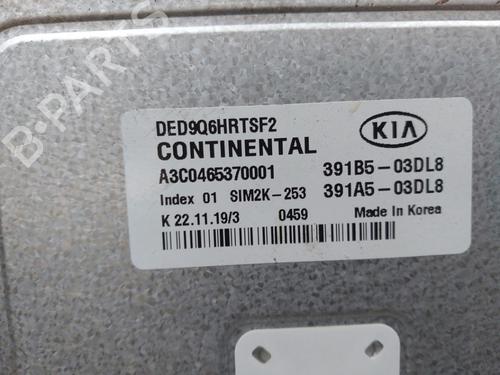 B-PARTS
DED9Q6HRTSF2
CONTINENTAL
KIA
A3C0465370001
391B5-03DL8
Index 01 SIM2K-253
391A5-03DL8
K 22.11.19/3
0459
Made in Korea